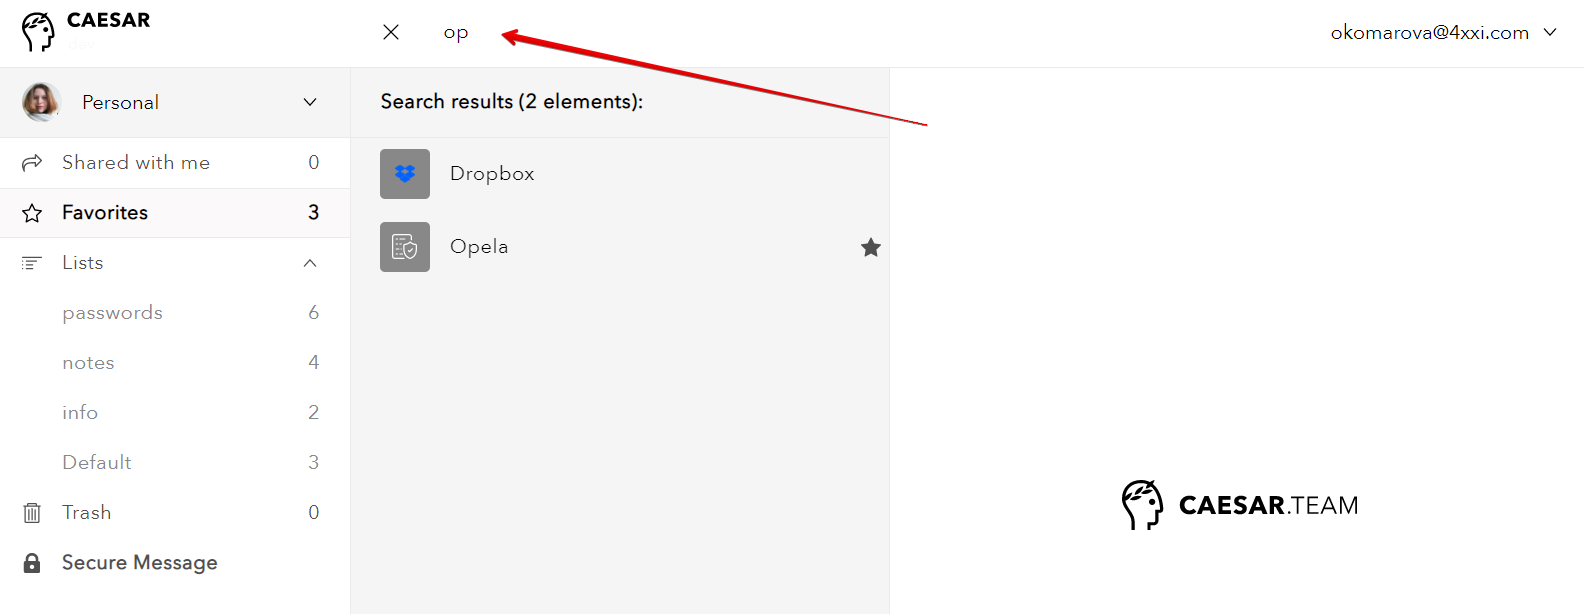 CAESAR
op
okomarova@4xxi.com
Personal
Search results (2 elements):
Shared with me 0
Dropbox
Favorites 3
Opela
Lists
passwords 6
notes 4
info 2
Default 3
Trash 0
CAESAR.TEAM
Secure Message